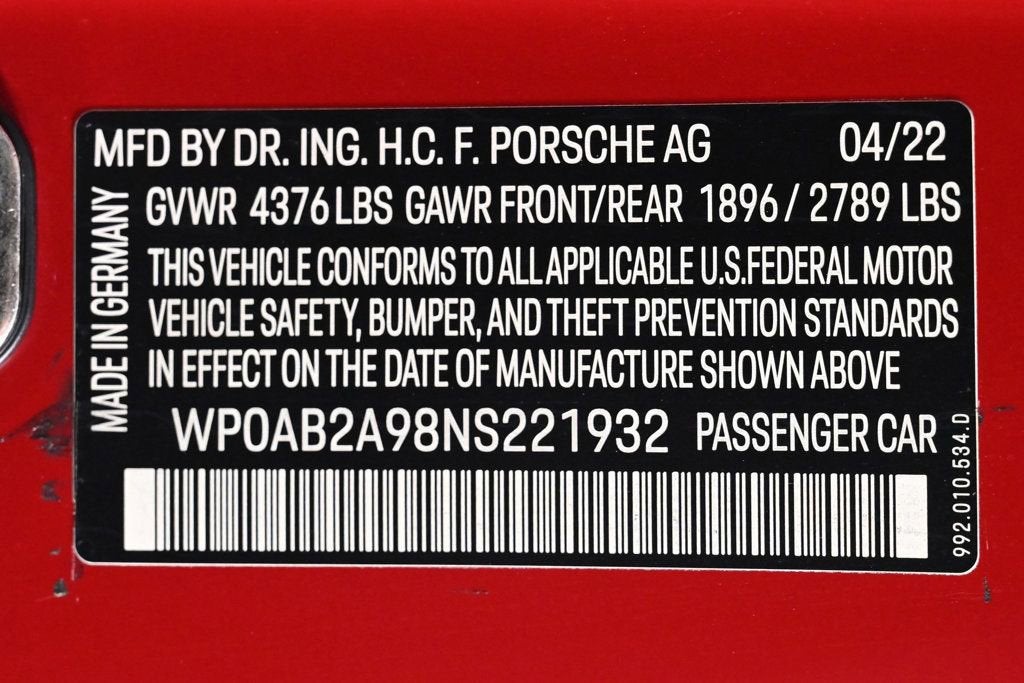 MFD BY DR. ING. H.C. F. PORSCHE AG 04/22
GVWR 4376 LBS GAWR FRONT/REAR 1896 / 2789 LBS
THIS VEHICLE CONFORMS TO ALL APPLICABLE U.S.FEDERAL MOTOR
VEHICLE SAFETY, BUMPER, AND THEFT PREVENTION STANDARDS
IN EFFECT ON THE DATE OF MANUFACTURE SHOWN ABOVE
WP0AB2A98NS221932 PASSENGER CAR
MADE IN GERMANY
992.010.534.D